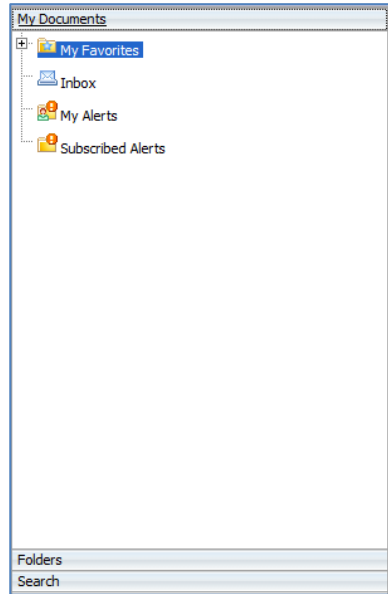 My Documents
My Favorites
Inbox
My Alerts
Subscribed Alerts
Folders
Search